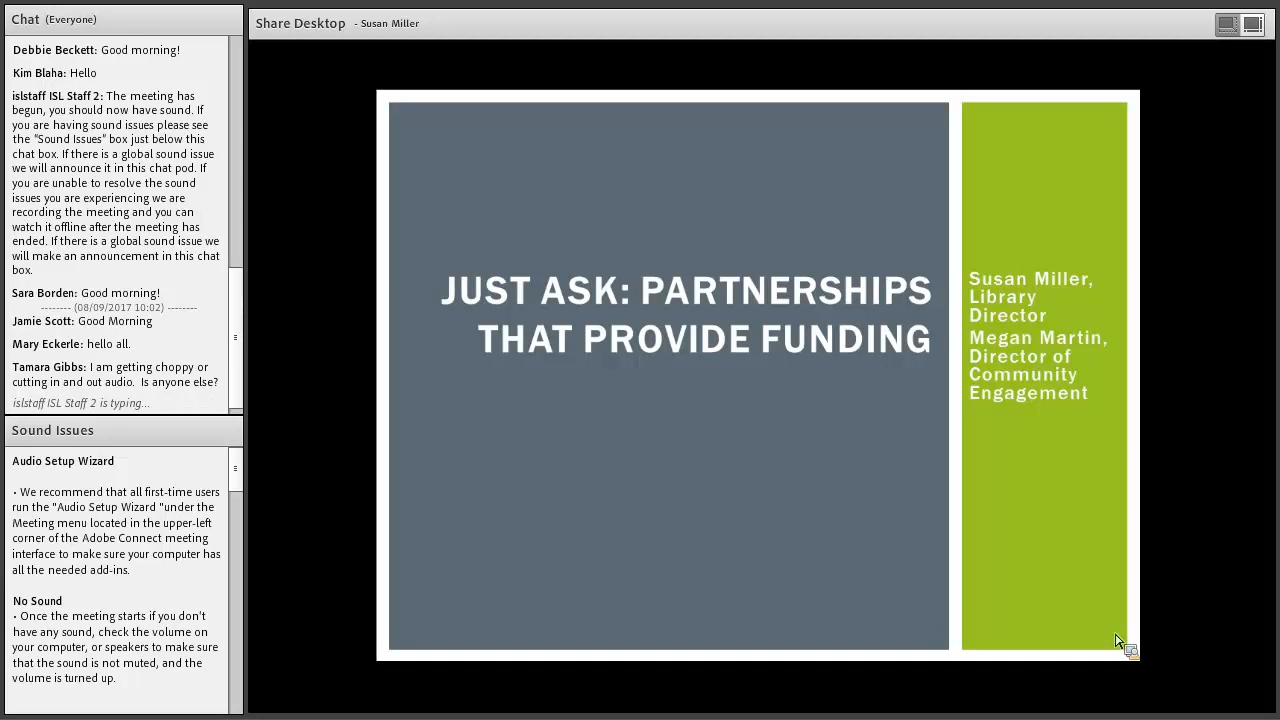 Chat (Everyone)
Debbie Beckett: Good morning!
Kim Blaha: Hello
islstaff ISL Staff 2: The meeting has
begun, you should now have sound. If
you are having sound issues please see
the "Sound Issues" box just below this
chat box. If there is a global sound issue
we will announce it in this chat pod. If
you are unable to resolve the sound
issues you are experiencing we are
recording the meeting and you can
watch it offline after the meeting has
ended. If there is a global sound issue we
will make an announcement in this chat
box.
Sara Borden: Good morning!
-------- (08/09/2017 10:02) --------
Jamie Scott: Good Morning
Mary Eckerle: hello all.
Tamara Gibbs: I am getting choppy or
cutting in and out audio. Is anyone else?
islstaff ISL Staff 2 is typing...
Sound Issues
Audio Setup Wizard
• We recommend that all first-time users
run the "Audio Setup Wizard "under the
Meeting menu located in the upper-left
corner of the Adobe Connect meeting
interface to make sure your computer has
all the needed add-ins.
No Sound
• Once the meeting starts if you don't
have any sound, check the volume on
your computer, or speakers to make sure
that the sound is not muted, and the
volume is turned up.
Share Desktop - Susan Miller
JUST ASK: PARTNERSHIPS
THAT PROVIDE FUNDING
Susan Miller,
Library
Director
Megan Martin,
Director of
Community
Engagement